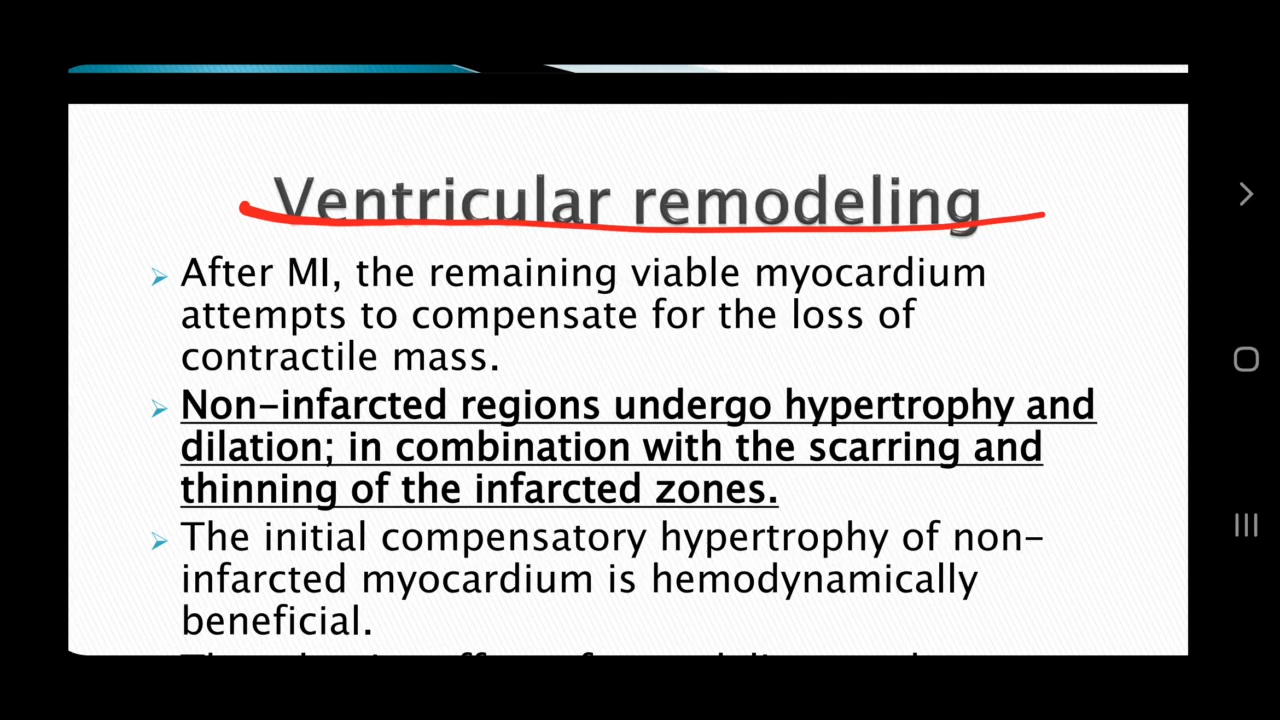 Ventricular remodeling
After MI, the remaining viable myocardium
attempts to compensate for the loss of
contractile mass.
Non-infarcted regions undergo hypertrophy and
dilation; in combination with the scarring and
thinning of the infarcted zones.
The initial compensatory hypertrophy of non-
infarcted myocardium is hemodynamically
beneficial.